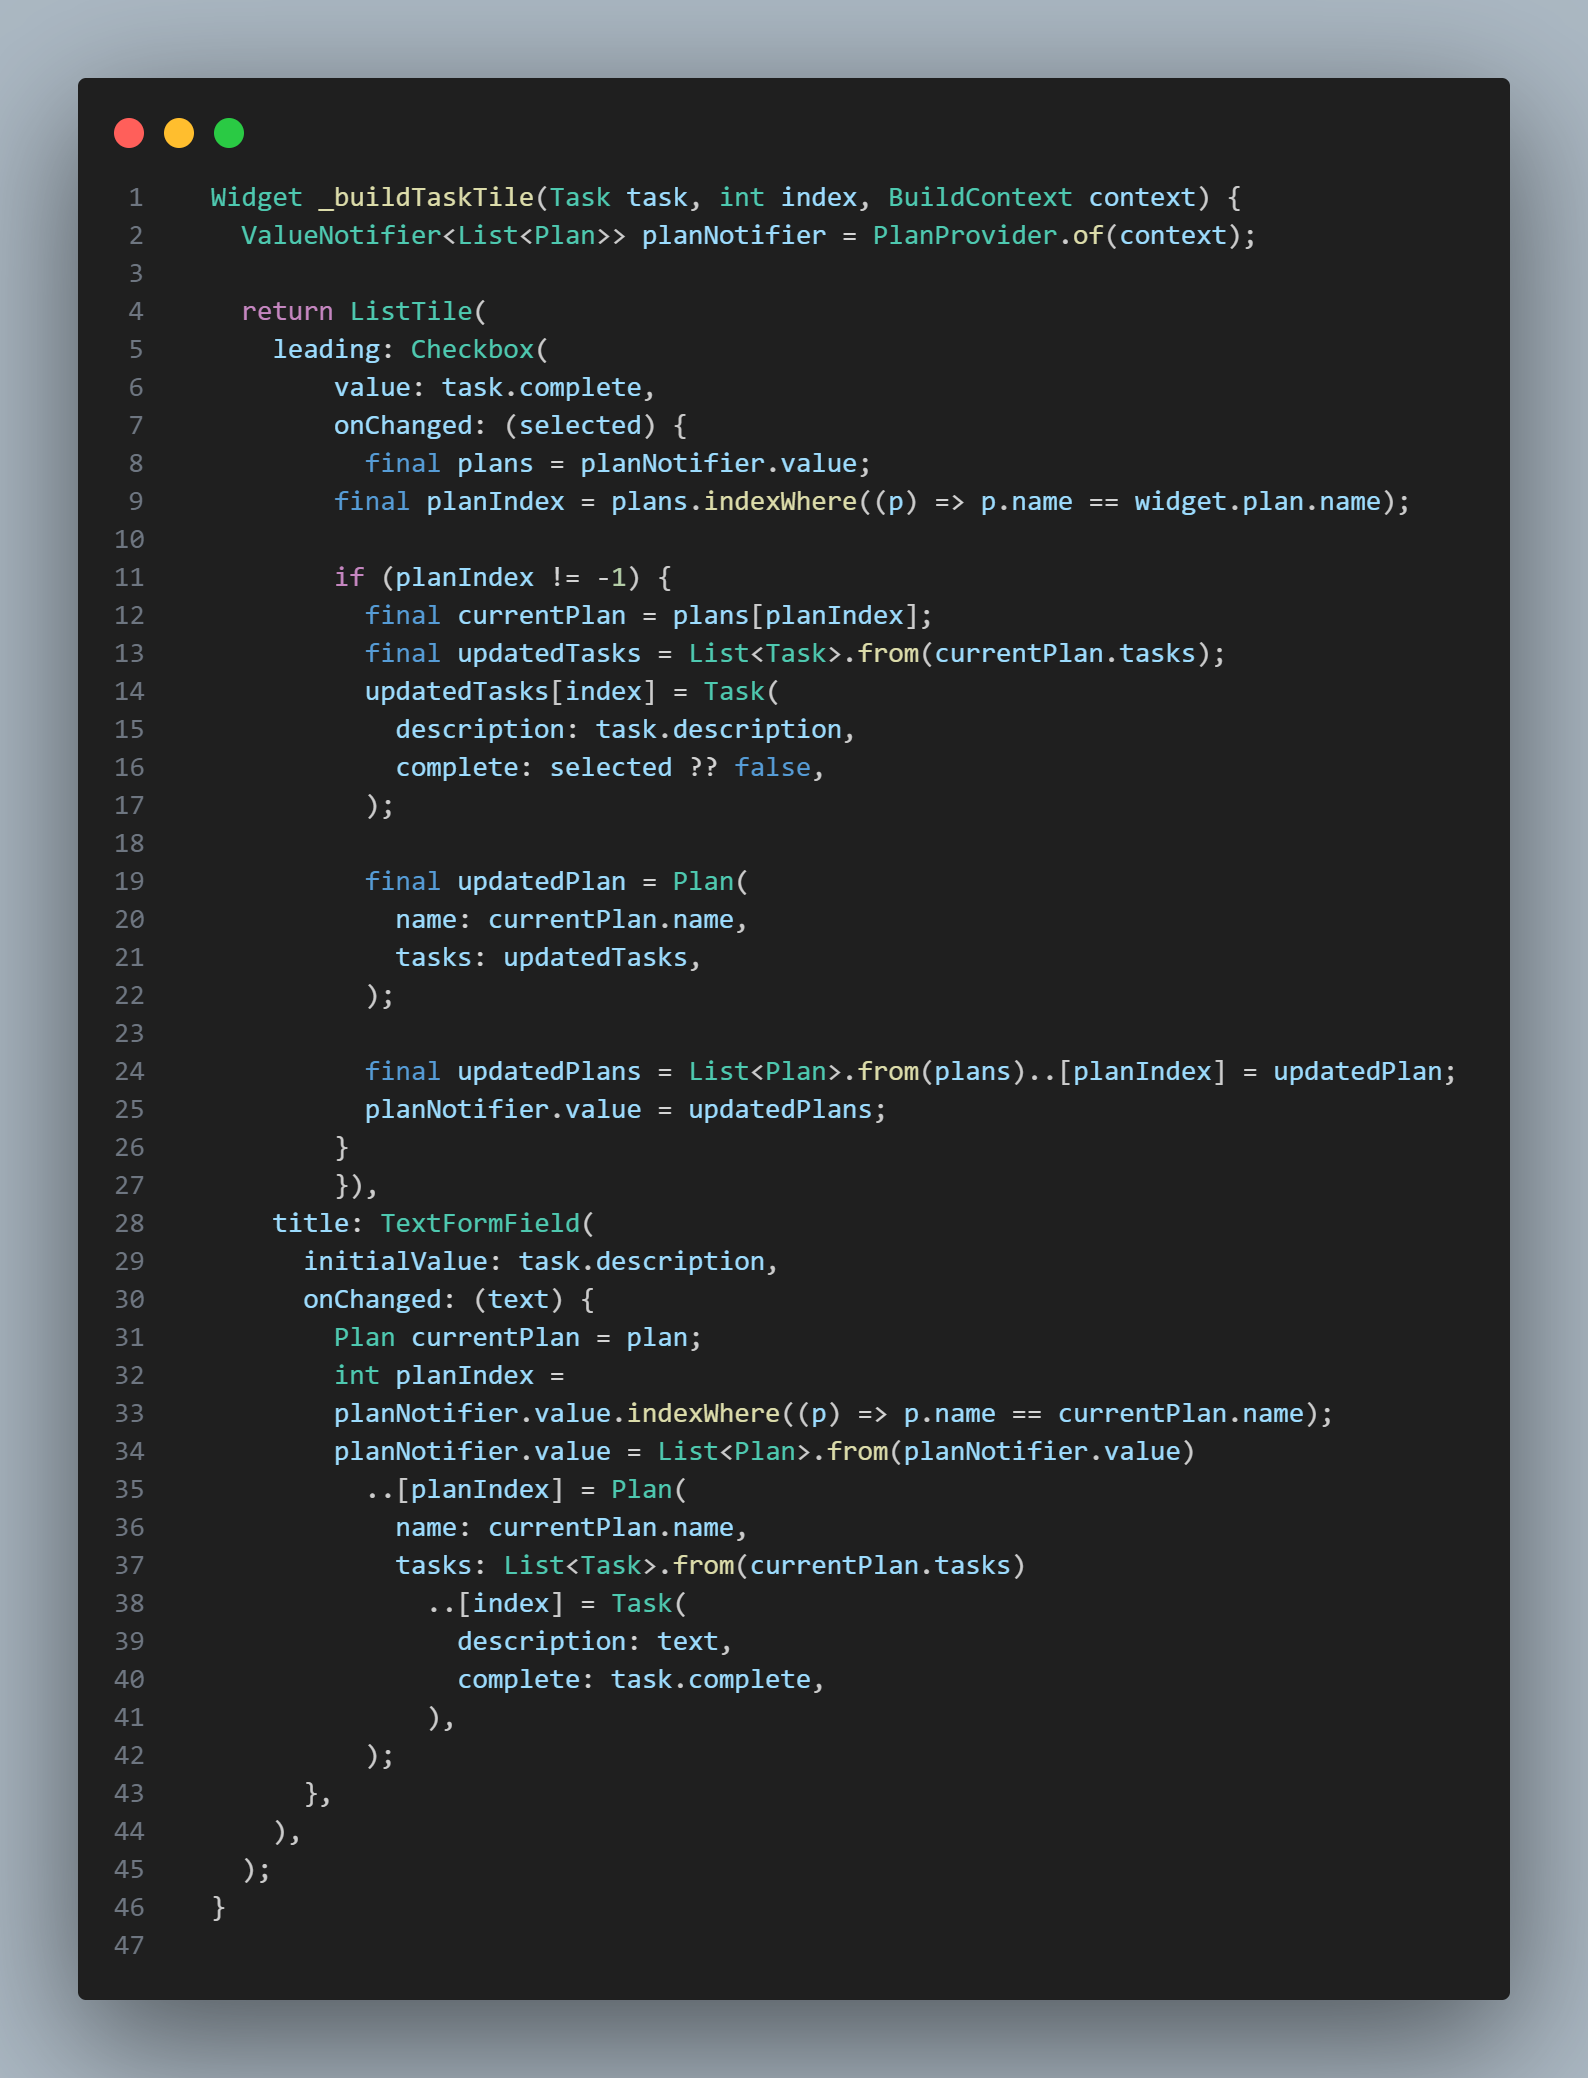 1 Widget _buildTaskTile(Task task, int index, BuildContext context) {
2 ValueNotifier<List<Plan>> planNotifier = PlanProvider.of(context);
3
4 return ListTile(
5 leading: Checkbox(
6 value: task.complete,
7 onChanged: (selected) {
8 final plans = planNotifier.value;
9 final planIndex = plans.indexWhere((p) => p.name == widget.plan.name);
10
11 if (planIndex != -1) {
12 final currentPlan = plans[planIndex];
13 final updatedTasks = List<Task>.from(currentPlan.tasks);
14 updatedTasks[index] = Task(
15 description: task.description,
16 complete: selected ?? false,
17 );
18
19 final updatedPlan = Plan(
20 name: currentPlan.name,
21 tasks: updatedTasks,
22 );
23
24 final updatedPlans = List<Plan>.from(plans)..[planIndex] = updatedPlan;
25 planNotifier.value = updatedPlans;
26 }
27 }),
28 title: TextFormField(
29 initialValue: task.description,
30 onChanged: (text) {
31 Plan currentPlan = plan;
32 int planIndex =
33 planNotifier.value.indexWhere((p) => p.name == currentPlan.name);
34 planNotifier.value = List<Plan>.from(planNotifier.value)
35 ..[planIndex] = Plan(
36 name: currentPlan.name,
37 tasks: List<Task>.from(currentPlan.tasks)
38 ..[index] = Task(
39 description: text,
40 complete: task.complete,
41 ),
42 );
43 },
44 ),
45 );
46 }
47